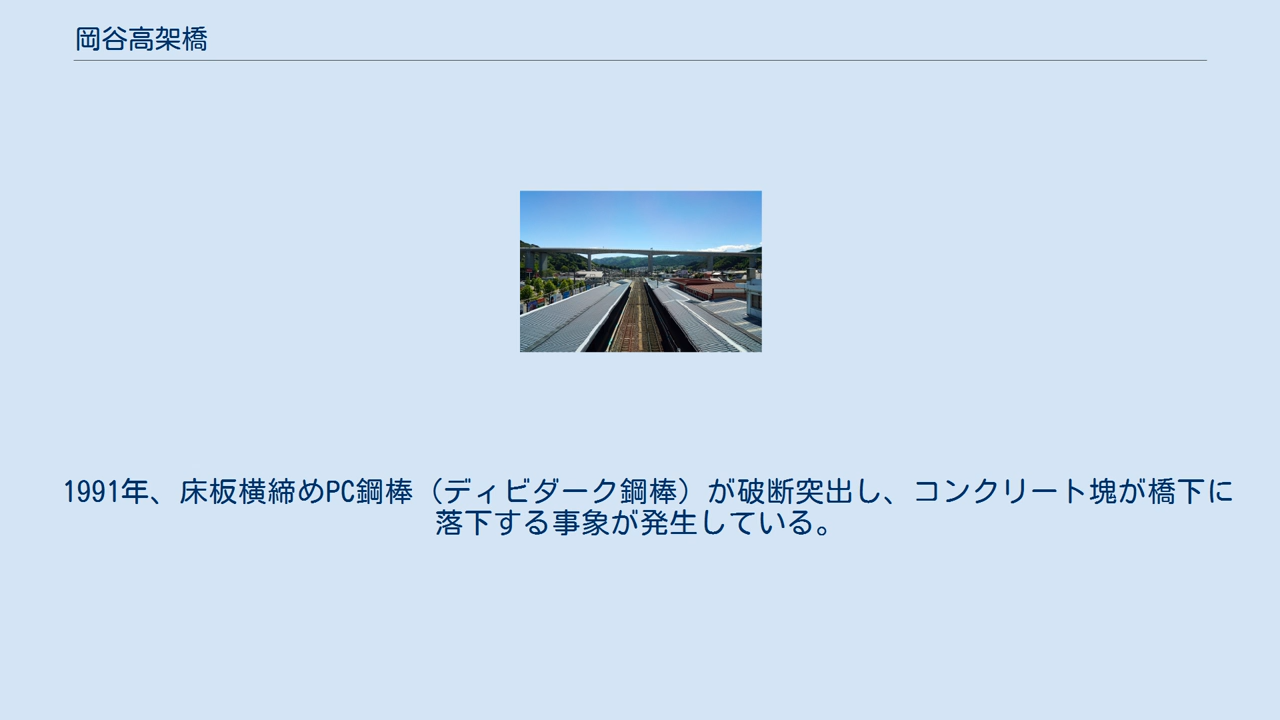 岡谷高架橋
1991年、床板横締めPC鋼棒（ディビダーク鋼棒）が破断突出し、コンクリート塊が橋下に
落下する事象が発生している。